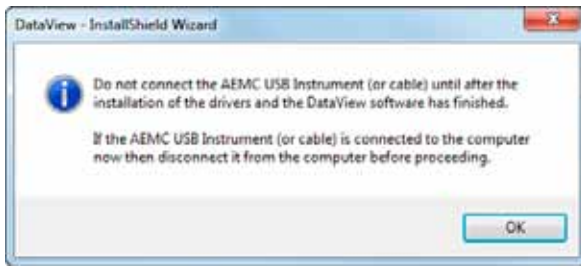 DataView - InstallShield Wizard
Do not connect the AEMC USB Instrument (or cable) until after the
installation of the drivers and the DataView software has finished.
If the AEMC USB Instrument (or cable) is connected to the computer
now then disconnect it from the computer before proceeding.
OK